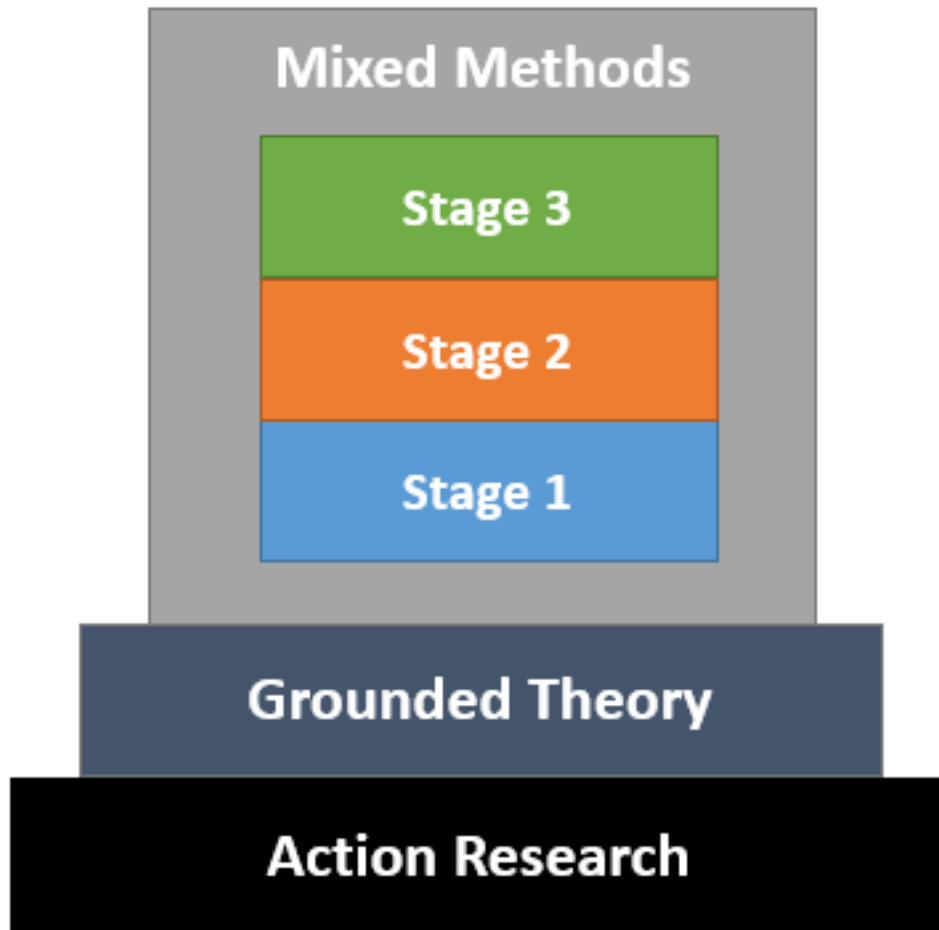 Mixed Methods
Stage 3
Stage 2
Stage 1
Grounded Theory
Action Research